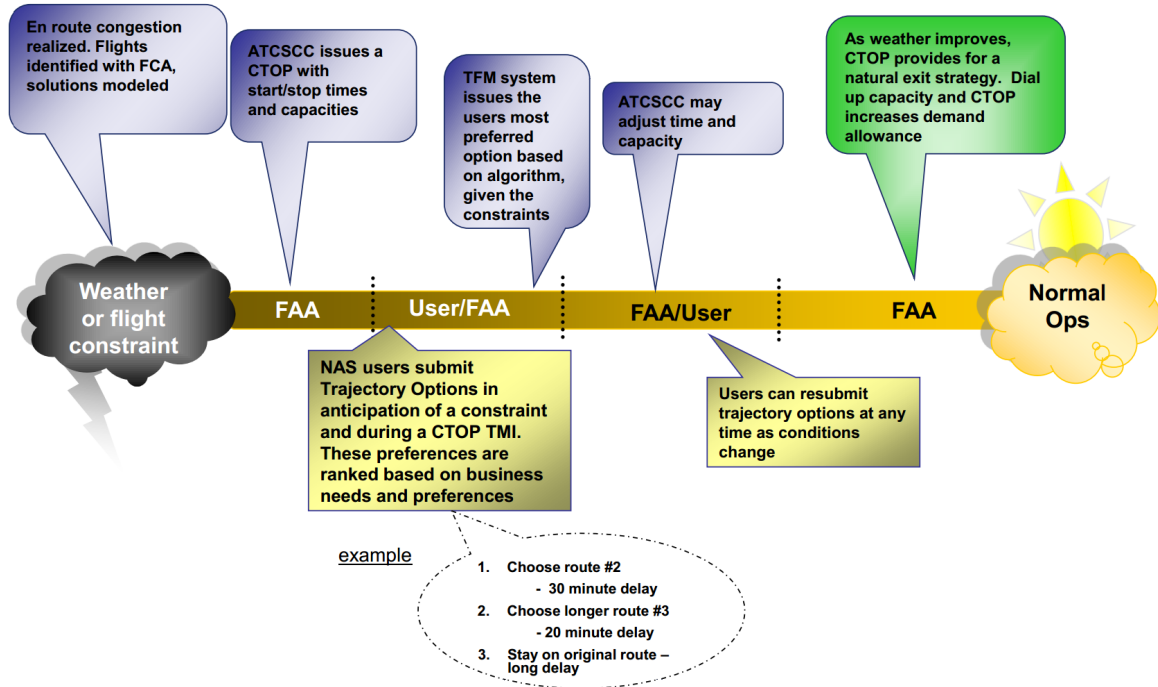 En route congestion
realized. Flights
identified with FCA,
solutions modeled
ATCSCC issues a
CTOP with
start/stop times
and capacities
TFM system
issues the
users most
preferred
option based
on algorithm,
given the
constraints
ATCSCC may
adjust time and
capacity
As weather improves,
CTOP provides for
a natural exit strategy.  Dial
up capacity and CTOP
increases demand
allowance
Weather
or flight
constraint
FAA
User/FAA
FAA/User
FAA
Normal
Ops
NAS users submit
Trajectory Options in
anticipation of a constraint
and during a CTOP TMI.
These preferences are
ranked based on business
needs and preferences
Users can resubmit
trajectory options at any
time as conditions
change
example
1. Choose route #2
- 30 minute delay
2. Choose longer route #3
- 20 minute delay
3. Stay on original route –
long delay